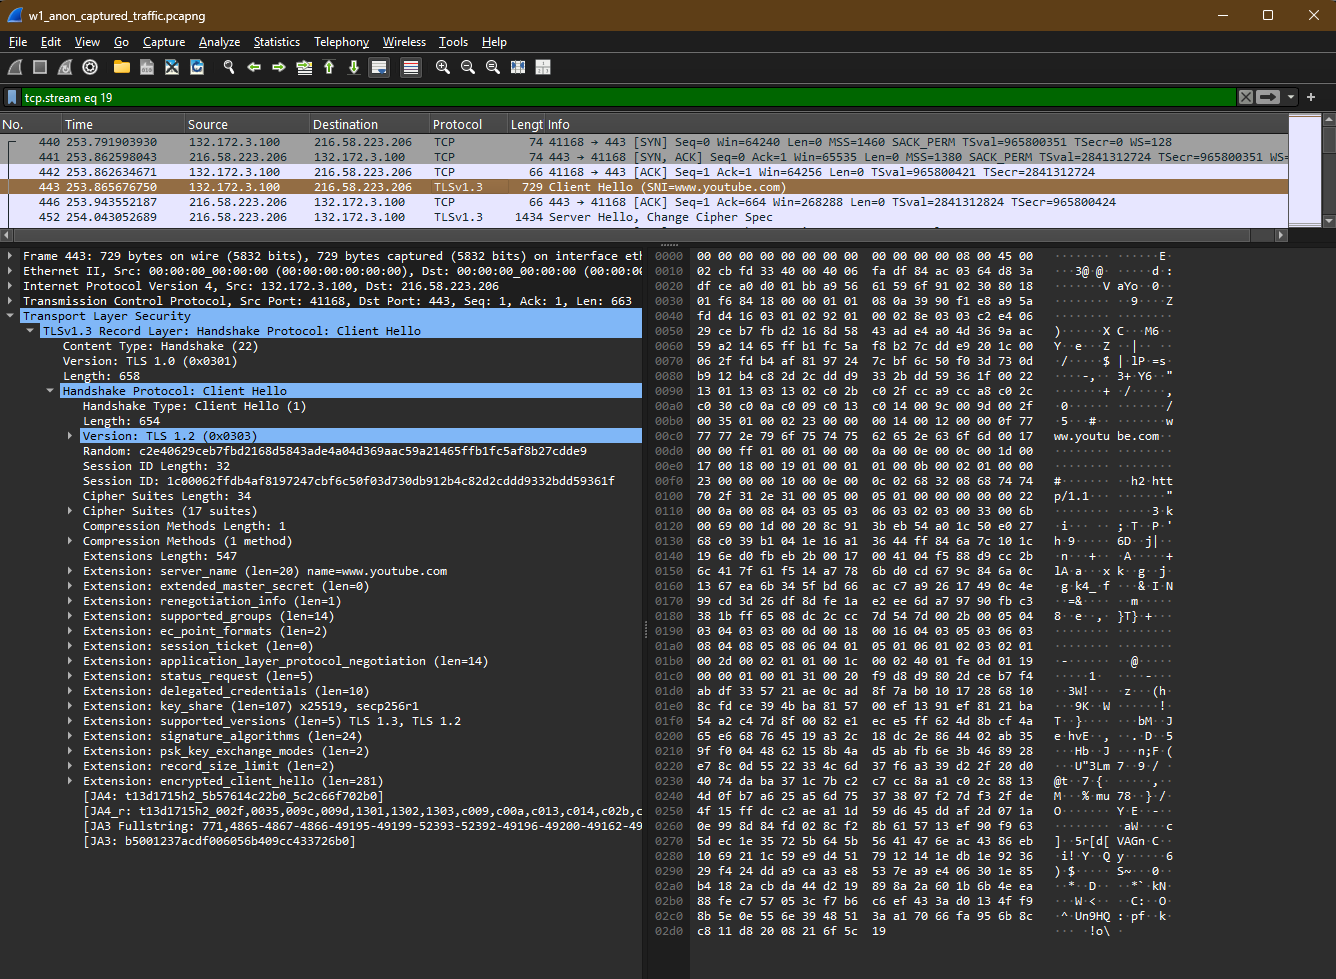 w1_anon_captured_traffic.pcapng
File Edit View Go Capture Analyze Statistics Telephony Wireless Tools Help
tcp.stream eq 19
No. Time Source Destination Protocol Lengt Info
440 253.791903930 132.172.3.100 216.58.223.206 TCP 74 41168 → 443 [SYN] Seq=0 Win=64240 Len=0 MSS=1460 SACK_PERM TSval=965800351 TSecr=0 WS=128
441 253.862598043 216.58.223.206 132.172.3.100 TCP 74 443 → 41168 [SYN, ACK] Seq=0 Ack=1 Win=65535 Len=0 MSS=1380 SACK_PERM TSval=2841312724 TSecr=965800351 WS=
442 253.862634671 132.172.3.100 216.58.223.206 TCP 66 41168 → 443 [ACK] Seq=1 Ack=1 Win=64256 Len=0 TSval=965800421 TSecr=2841312724
443 253.865676750 132.172.3.100 216.58.223.206 TLSv1.3 729 Client Hello (SNI=www.youtube.com)
446 253.943552187 216.58.223.206 132.172.3.100 TCP 66 443 → 41168 [ACK] Seq=1 Ack=664 Win=268288 Len=0 TSval=2841312824 TSecr=965800424
452 254.043052689 216.58.223.206 132.172.3.100 TLSv1.3 1434 Server Hello, Change Cipher Spec
Frame 443: 729 bytes on wire (5832 bits), 729 bytes captured (5832 bits) on interface eth
Ethernet II, Src: 00:00:00_00:00:00 (00:00:00:00:00:00), Dst: 00:00:00_00:00:00 (00:00:00
Internet Protocol Version 4, Src: 132.172.3.100, Dst: 216.58.223.206
Transmission Control Protocol, Src Port: 41168, Dst Port: 443, Seq: 1, Ack: 1, Len: 663
Transport Layer Security
TLSv1.3 Record Layer: Handshake Protocol: Client Hello
Content Type: Handshake (22)
Version: TLS 1.0 (0x0301)
Length: 658
Handshake Protocol: Client Hello
Handshake Type: Client Hello (1)
Length: 654
Version: TLS 1.2 (0x0303)
Random: c2e40629ceb7fbd2168d5843ade4a04d369aac59a21465ffb1fc5af8b27cdde9
Session ID Length: 32
Session ID: 1c00062ffdb4af8197247cbf6c50f03d730db912b4c82d2cddd9332bdd59361f
Cipher Suites Length: 34
Cipher Suites (17 suites)
Compression Methods Length: 1
Compression Methods (1 method)
Extensions Length: 547
Extension: server_name (len=20) name=www.youtube.com
Extension: extended_master_secret (len=0)
Extension: renegotiation_info (len=1)
Extension: supported_groups (len=14)
Extension: ec_point_formats (len=2)
Extension: session_ticket (len=0)
Extension: application_layer_protocol_negotiation (len=14)
Extension: status_request (len=5)
Extension: delegated_credentials (len=10)
Extension: key_share (len=107) x25519, secp256r1
Extension: supported_versions (len=5) TLS 1.3, TLS 1.2
Extension: signature_algorithms (len=24)
Extension: psk_key_exchange_modes (len=2)
Extension: record_size_limit (len=2)
Extension: encrypted_client_hello (len=281)
[JA4: t13d1715h2_5b57614c22b0_5c2c66f702b0]
[JA4_r: t13d1715h2_002f,0035,009c,009d,1301,1302,1303,c009,c00a,c013,c014,c02b,c
[JA3 Fullstring: 771,4865-4867-4866-49195-49199-52393-52392-49196-49200-49162-49
[JA3: b5001237acdf006056b409cc433726b0]
0000 00 00 00 00 00 00 00 00 00 00 00 00 08 00 45 00
0010 02 cb fd 33 40 00 40 06 fa df 84 ac 03 64 d8 3a
0020 df ce a0 d0 01 bb a9 56 61 59 6f 91 02 30 80 18
0030 01 f6 84 18 00 00 01 01 08 0a 39 90 f1 e8 a9 5a
0040 fd d4 16 03 01 02 92 01 00 02 8e 03 03 c2 e4 06
0050 29 ce b7 fb d2 16 8d 58 43 ad e4 a0 4d 36 9a ac
0060 59 a2 14 65 ff b1 fc 5a f8 b2 7c dd e9 20 1c 00
0070 06 2f fd b4 af 81 97 24 7c bf 6c 50 f0 3d 73 0d
0080 b9 12 b4 c8 2d 2c dd d9 33 2b dd 59 36 1f 00 22
0090 13 01 13 03 13 02 c0 2b c0 2f cc a9 cc a8 c0 2c
00a0 c0 30 c0 0a c0 09 c0 13 c0 14 00 9c 00 9d 00 2f
00b0 00 35 01 00 02 23 00 00 00 14 00 12 00 00 0f 77
00c0 77 77 2e 79 6f 75 74 75 62 65 2e 63 6f 6d 00 17
00d0 00 00 ff 01 00 01 00 00 0a 00 0e 00 0c 00 1d 00
00e0 17 00 18 00 19 01 00 01 01 00 0b 00 02 01 00 00
00f0 23 00 00 00 10 00 0e 00 0c 02 68 32 08 68 74 74
0100 70 2f 31 2e 31 00 05 00 05 01 00 00 00 00 00 22
0110 00 0a 00 08 04 03 05 03 06 03 02 03 00 33 00 6b
0120 00 69 00 1d 00 20 8c 91 3b eb 54 a0 1c 50 e0 27
0130 68 c0 39 b1 04 1e 16 a1 36 44 ff 84 6a 7c 10 1c
0140 19 6e d0 fb eb 2b 00 17 00 41 04 f5 88 d9 cc 2b
0150 6c 41 7f 61 f5 14 a7 78 6b d0 cd 67 9c 84 6a 0c
0160 13 67 ea 6b 34 5f bd 66 ac c7 a9 26 17 49 0c 4e
0170 99 cd 3d 26 df 8d fe 1a e2 ee 6d a7 97 90 fb c3
0180 38 1b ff 65 08 dc 2c cc 7d 54 7d 00 2b 00 05 04
0190 03 04 03 03 00 0d 00 18 00 16 04 03 05 03 06 03
01a0 08 04 08 05 08 06 04 01 05 01 06 01 02 03 02 01
01b0 00 2d 00 02 01 01 00 1c 00 02 40 01 fe 0d 01 19
01c0 00 00 01 00 01 31 00 20 f9 d8 d9 80 2d ce b7 f4
01d0 ab df 33 57 21 ae 0c ad 8f 7a b0 10 17 28 68 10
01e0 8c fd ce 39 4b ba 81 57 00 ef 13 91 ef 81 21 ba
01f0 54 a2 c4 7d 8f 00 82 e1 ec e5 ff 62 4d 8b cf 4a
0200 65 e6 68 76 45 19 a3 2c 18 dc 2e 86 44 02 ab 35
0210 9f f0 04 48 62 15 8b 4a d5 ab fb 6e 3b 46 89 28
0220 e7 8c 0d 55 22 33 4c 6d 37 f6 a3 39 d2 2f 20 d0
0230 40 74 da ba 37 1c 7b c2 c7 cc 8a a1 c0 2c 88 13
0240 4d 0f b7 a6 25 a5 6d 75 37 38 07 f2 7d f3 2f de
0250 4f 15 ff dc c2 ae a1 1d 59 d6 45 dd af 2d 07 1a
0260 0e 99 8d 84 fd 02 8c f2 8b 61 57 13 ef 90 f9 63
0270 5d ec 1e 35 72 5b 64 5b 56 41 47 6e ac 43 86 eb
0280 10 69 21 1c 59 e9 d4 51 79 12 14 1e db 1e 92 36
0290 29 f4 24 dd a9 ca a3 e8 53 7e a9 e4 06 30 1e 85
02a0 b4 18 2a cb da 44 d2 19 89 8a 2a 60 1b 6b 4e ea
02b0 88 fe c7 57 05 3c f7 b6 c6 ef 43 3a d0 13 4f f9
02c0 8b 5e 0e 55 6e 39 48 51 3a a1 70 66 fa 95 6b 8c
02d0 c8 11 d8 20 08 21 6f 5c 19